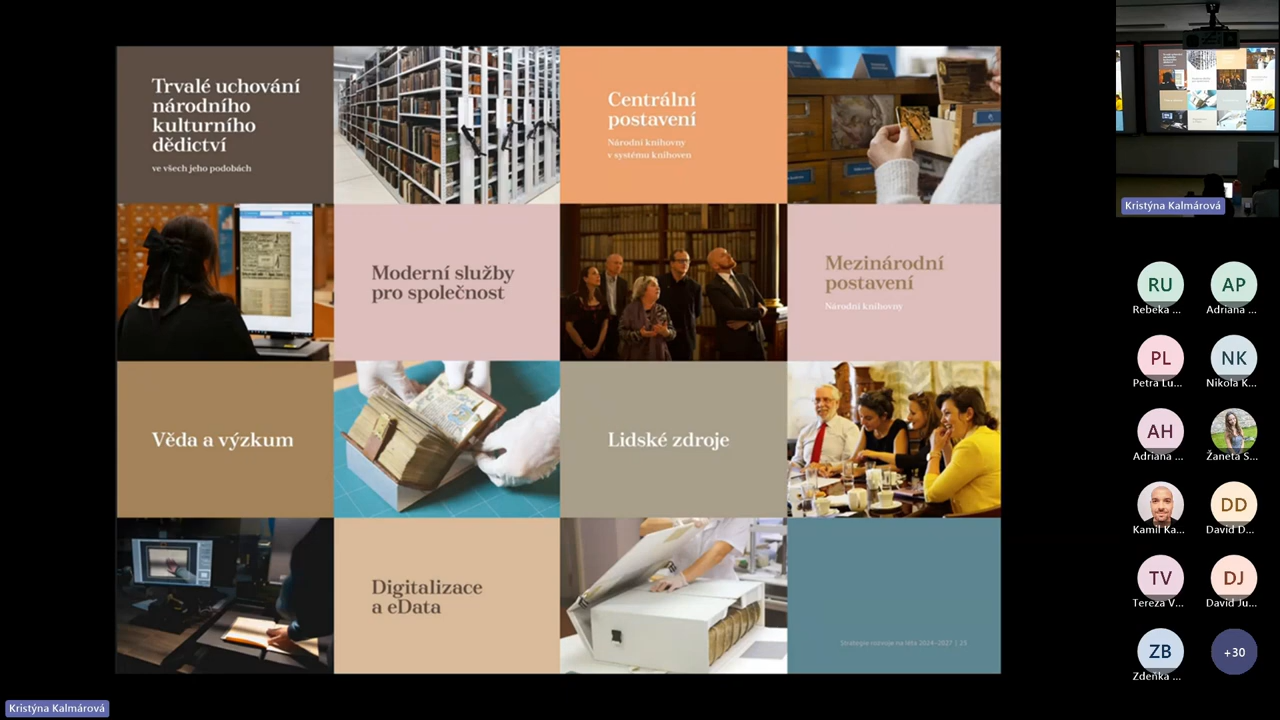 Trvalé uchování
národního
kulturního
dědictví
ve všech jeho podobách
Centrální
postavení
Národní knihovny
v systému knihoven
Moderní služby
pro společnost
Mezinárodní
postavení
Národní knihovny
Věda a výzkum
Lidské zdroje
Digitalizace
a eData
Strategie rozvoje na léta 2024–2027 | 25
Kristýna Kalmárová
Kristýna Kalmárová
RU
Rebeka ...
AP
Adriana ...
PL
Petra Lu...
NK
Nikola K...
AH
Adriana ...
Žaneta S...
Kamil Ka...
DD
David D...
TV
Tereza V...
DJ
David Ju...
ZB
Zdeňka ...
+30